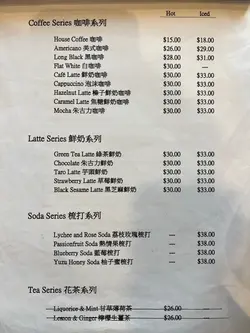 Hot Iced
Coffee Series 咖啡系列
House Coffee 咖啡 $15.00 $18.00
Americano 美式咖啡 $26.00 $29.00
Long Black 黑咖啡 $28.00 $31.00
Flat White 白咖啡 $30.00 —
Café Latte 鮮奶咖啡 $30.00 $33.00
Cappuccino 泡沫咖啡 $30.00 $33.00
Hazelnut Latte 榛子鮮奶咖啡 $30.00 $33.00
Caramel Latte 焦糖鮮奶咖啡 $30.00 $33.00
Mocha 朱古力鮮奶咖啡 $30.00 $33.00
Latte Series 鮮奶系列
Green Tea Latte 綠茶鮮奶 $30.00 $33.00
Chocolate 朱古力鮮奶 $30.00 $33.00
Taro Latte 芋頭鮮奶 $30.00 $33.00
Strawberry Latte 草莓鮮奶 $30.00 $33.00
Black Sesame Latte 黑芝麻鮮奶 $30.00 $33.00
Soda Series 梳打系列
Lychee and Rose Soda 荔枝玫瑰梳打 — $38.00
Passionfruit Soda 熱情果梳打 — $38.00
Blueberry Soda 藍莓梳打 — $38.00
Yuzu Honey Soda 柚子蜜梳打 — $38.00
Tea Series 花茶系列
Liquorice & Mint 甘草薄荷茶 $26.00 —
Lemon & Ginger 檸檬生薑茶 $26.00 —